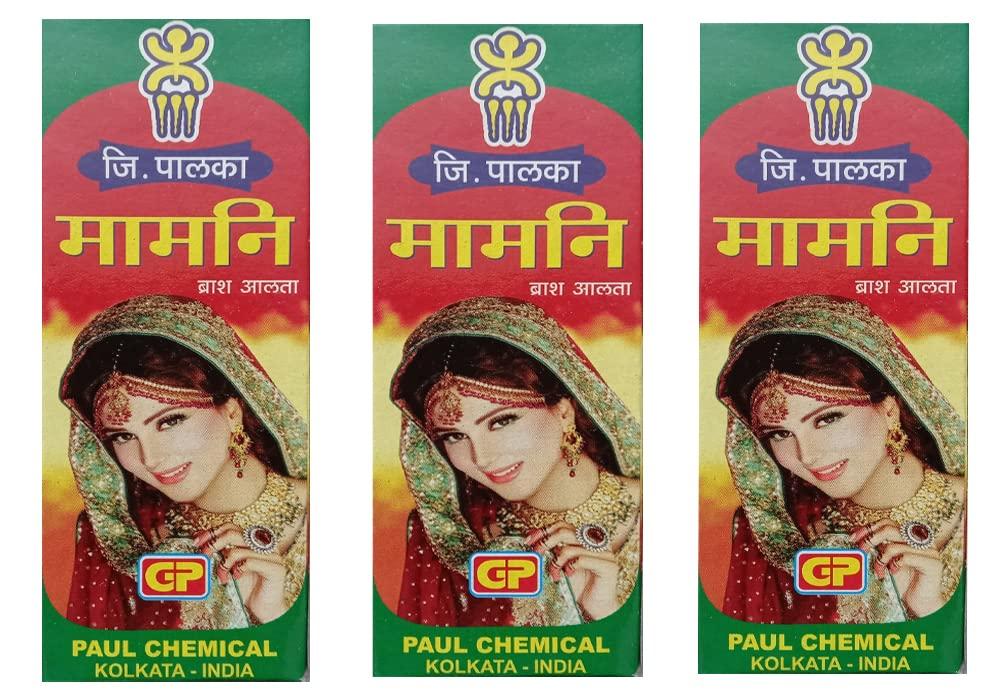 जि. पालका
मामनि
ब्राश आलता
GP
PAUL CHEMICAL
KOLKATA - INDIA
जि. पालका
मामनि
ब्राश आलता
GP
PAUL CHEMICAL
KOLKATA - INDIA
जि. पालका
मामनि
ब्राश आलता
GP
PAUL CHEMICAL
KOLKATA - INDIA